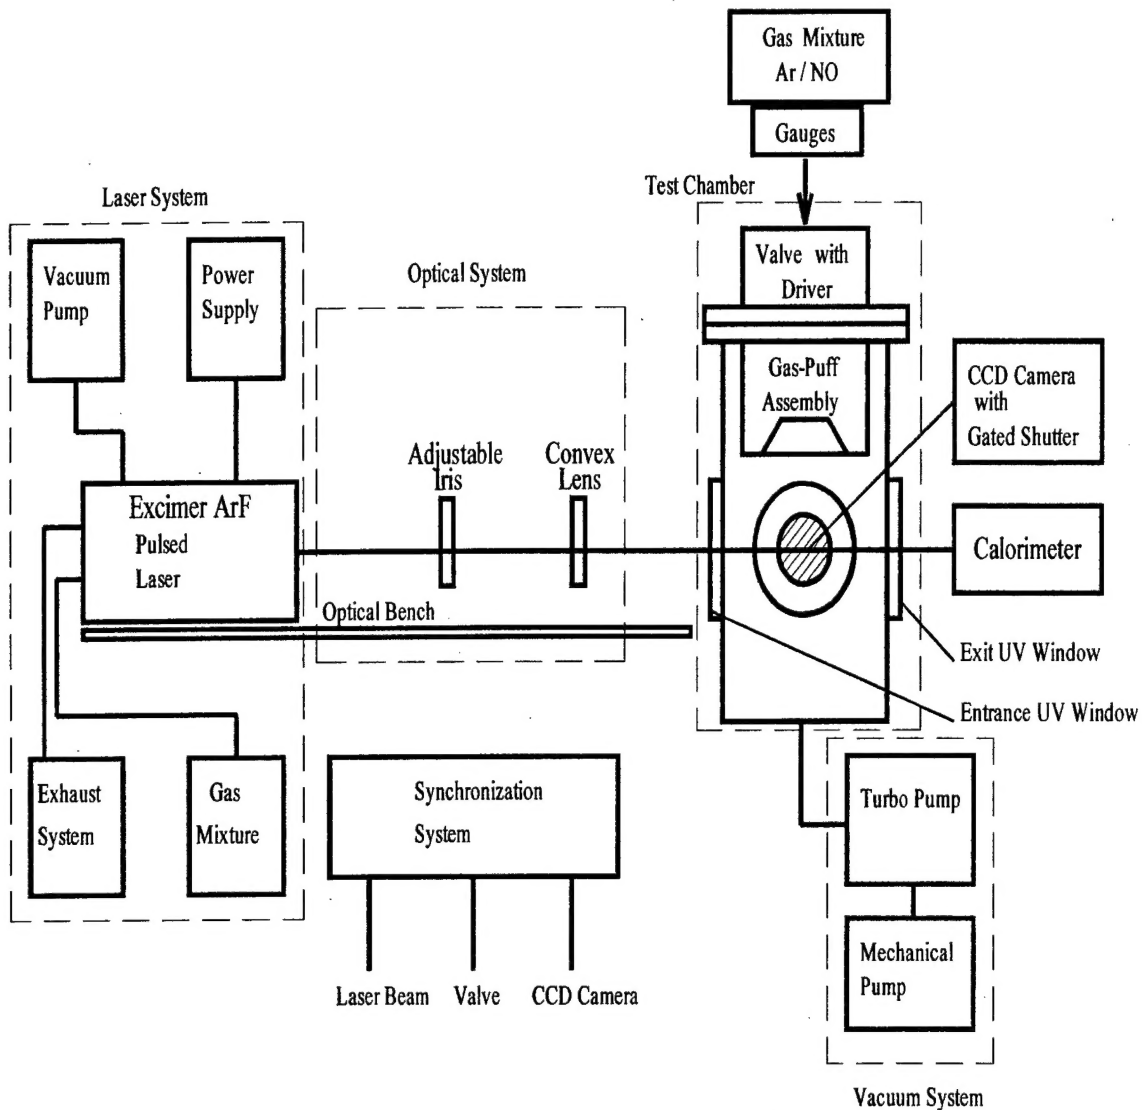 Gas Mixture
Ar / NO
Gauges
Test Chamber
Laser System
Vacuum
Pump
Power
Supply
Optical System
Valve with
Driver
Gas-Puff
Assembly
CCD Camera
with
Gated Shutter
Adjustable
Iris
Convex
Lens
Excimer ArF
Pulsed
Laser
Calorimeter
Optical Bench
Exit UV Window
Entrance UV Window
Exhaust
System
Gas
Mixture
Synchronization
System
Turbo Pump
Mechanical
Pump
Laser Beam
Valve
CCD Camera
Vacuum System